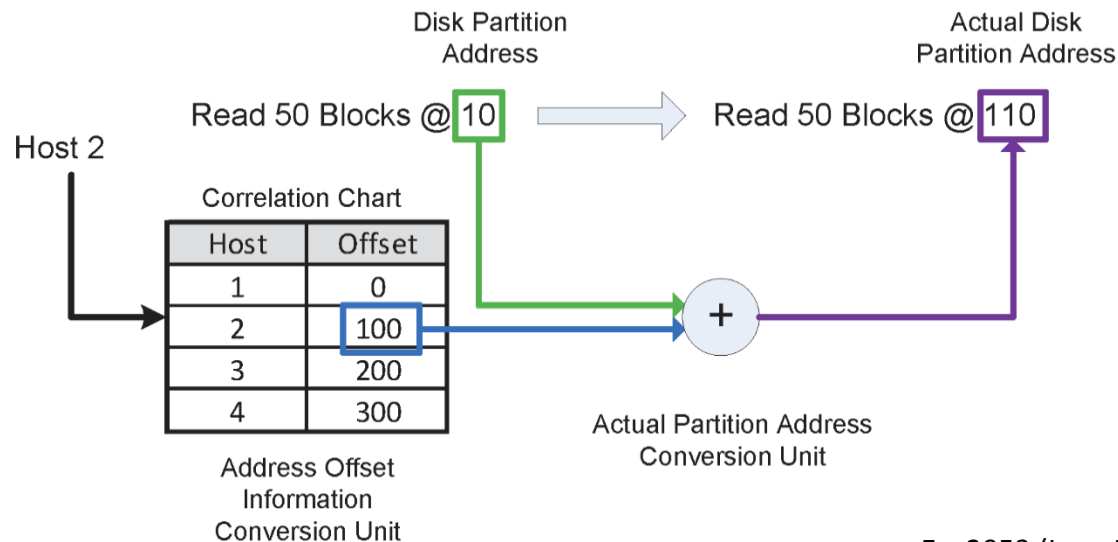 Disk Partition
Address
Actual Disk
Partition Address
Read 50 Blocks @ 10
Read 50 Blocks @ 110
Host 2
Correlation Chart
Host Offset
1 0
2 100
3 200
4 300
+
Actual Partition Address
Conversion Unit
Address Offset
Information
Conversion Unit